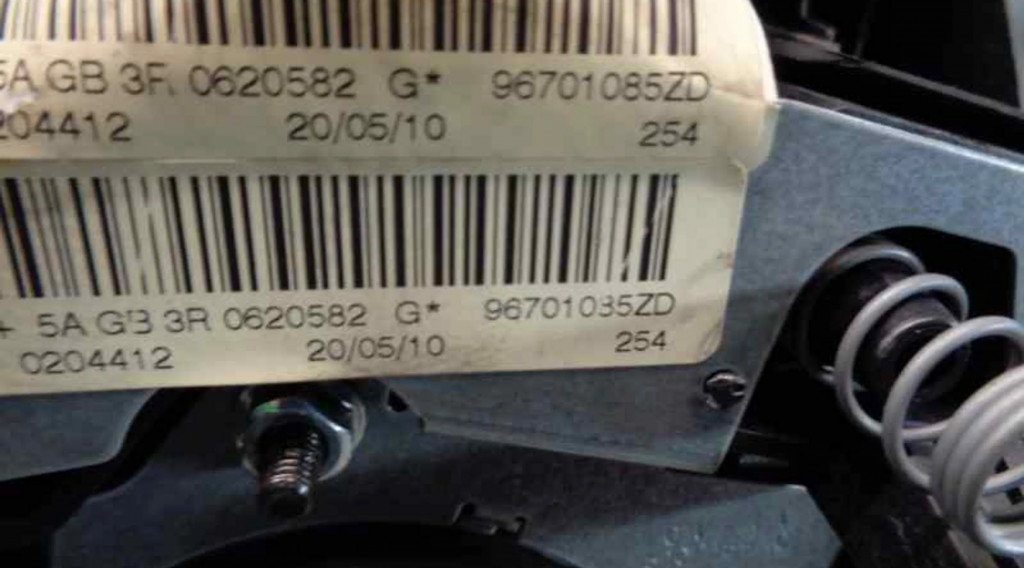 5A GB 3R 0620582 G* 96701085ZD
204412 20/05/10 254
+ 5A GB 3R 0620582 G* 96701085ZD
0204412 20/05/10 254